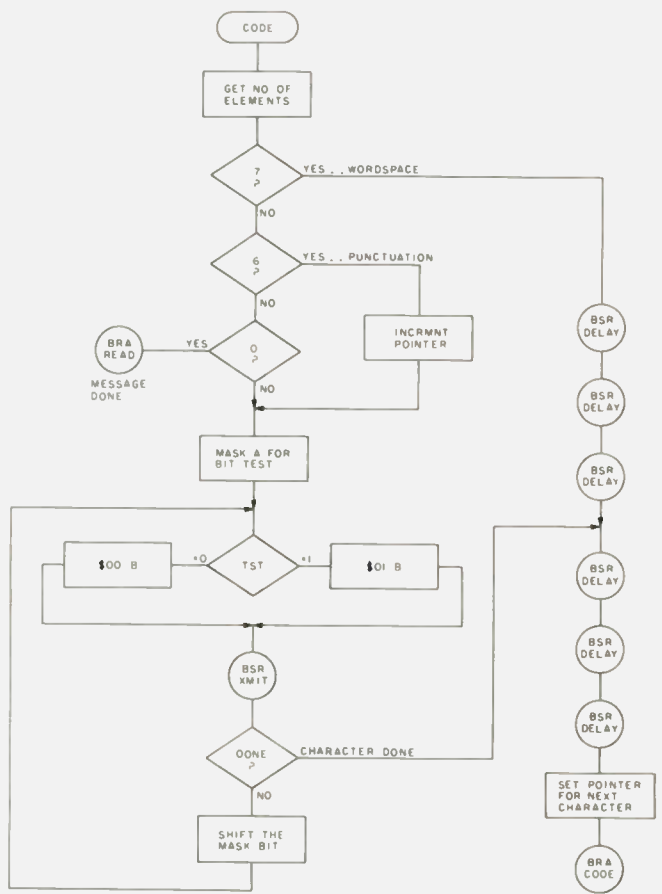 CODE
GET NO OF
ELEMENTS
7
?
YES.. WORDSPACE
NO
6
?
YES.. PUNCTUATION
NO
INCRMNT
POINTER
BRA
READ
YES
0
?
MESSAGE
DONE
NO
MASK A FOR
BIT TEST
$00 B
=0
TST
=1
$01 B
BSR
XMIT
DONE
?
CHARACTER DONE
NO
SHIFT THE
MASK BIT
BSR
DELAY
BSR
DELAY
BSR
DELAY
BSR
DELAY
BSR
DELAY
BSR
DELAY
SET POINTER
FOR NEXT
CHARACTER
BRA
CODE